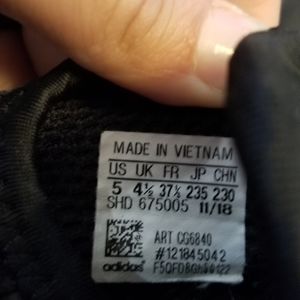 MADE IN VIETNAM
US UK FR JP CHN
5 4½ 37⅓ 235 230
SHD 675005 11/18
ART CG6840
#121845042
adidas